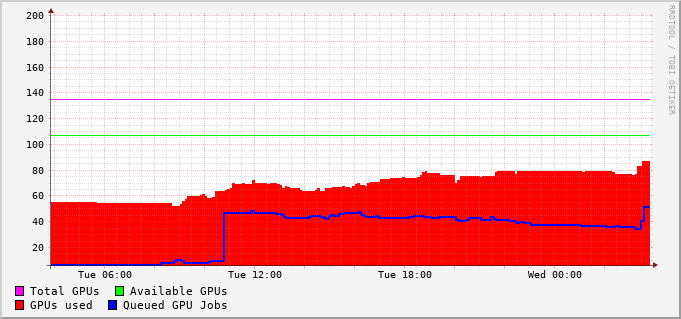 200
180
160
140
120
100
80
60
40
20
Tue 06:00 Tue 12:00 Tue 18:00 Wed 00:00
Total GPUs Available GPUs
GPUs used Queued GPU Jobs
RRDTOOL / TOBI OETIKER